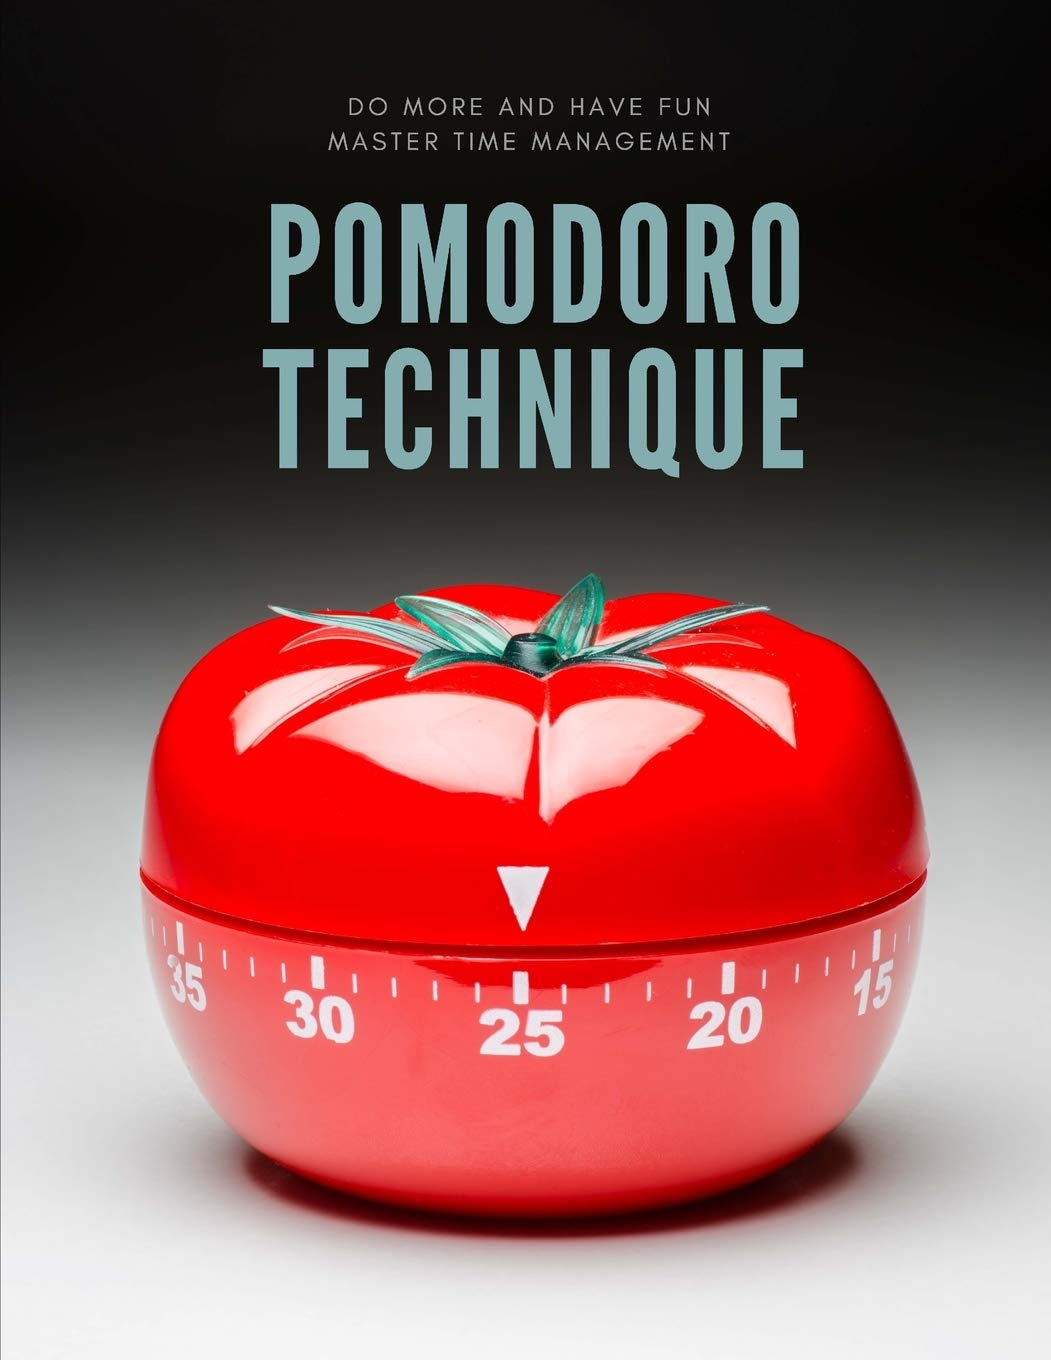 DO MORE AND HAVE FUN
MASTER TIME MANAGEMENT
POMODORO
TECHNIQUE
35 30 25 20 15